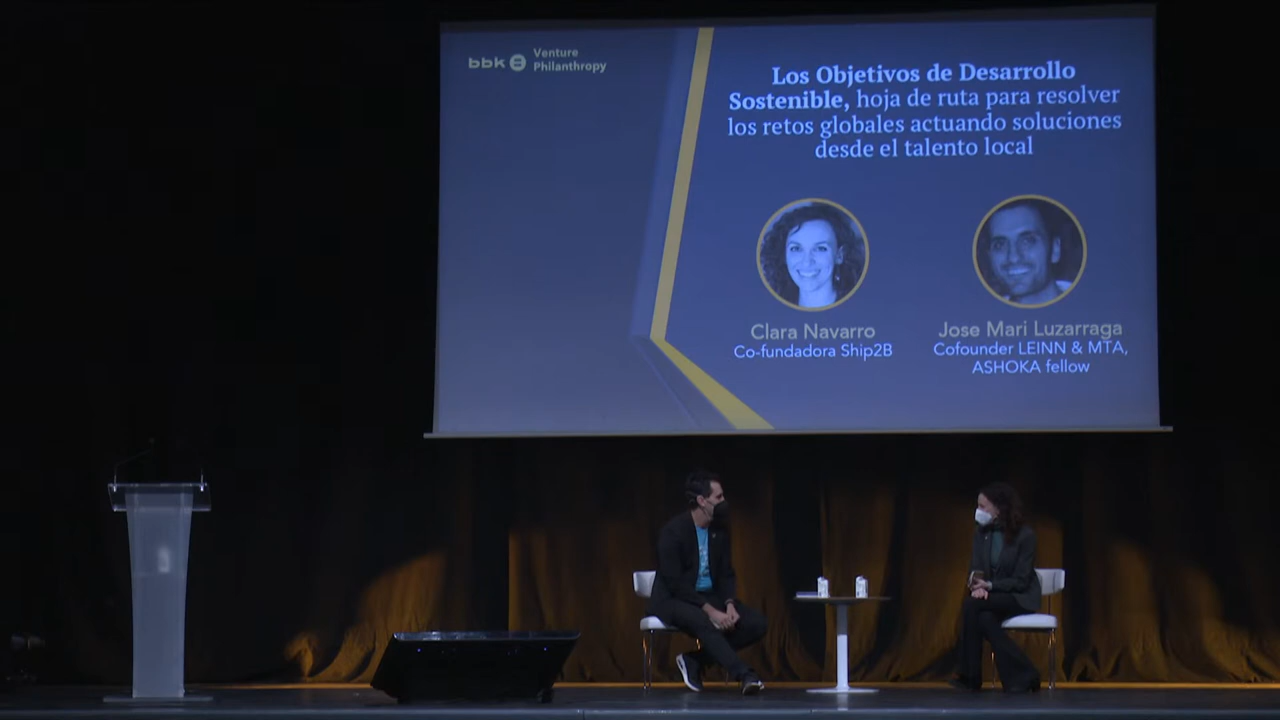 bbk Venture
Philanthropy
Los Objetivos de Desarrollo
Sostenible, hoja de ruta para resolver
los retos globales actuando soluciones
desde el talento local
Clara Navarro
Co-fundadora Ship2B
Jose Mari Luzarraga
Cofounder LEINN & MTA,
ASHOKA fellow